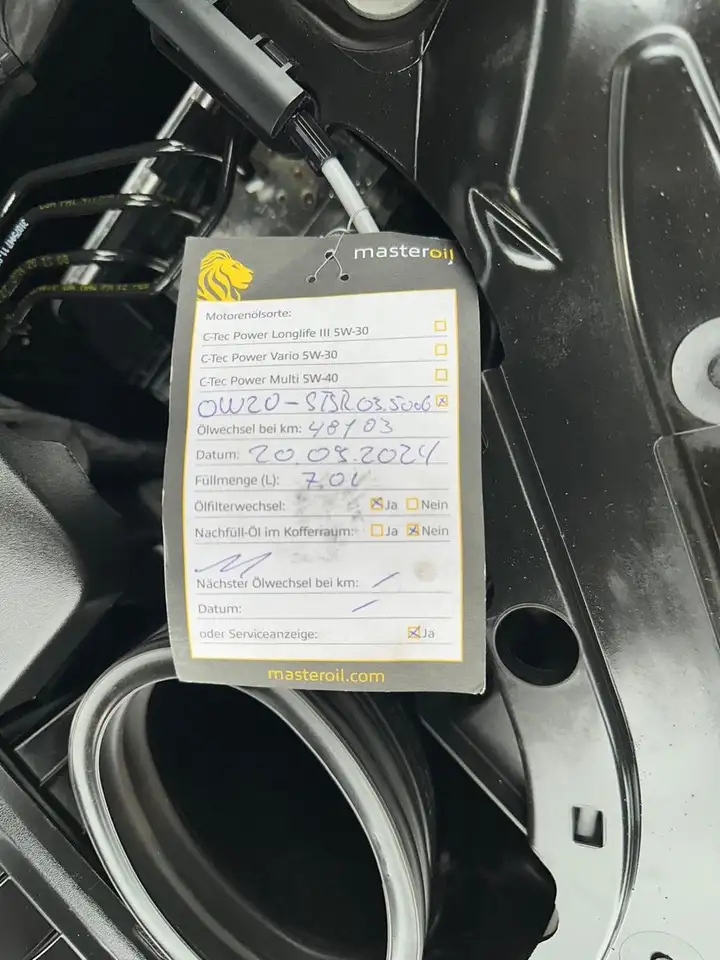 masteroil
Motorenölsorte:
C-Tec Power Longlife III 5W-30
C-Tec Power Vario 5W-30
C-Tec Power Multi 5W-40
0W20-STJLR.03.5006
Ölwechsel bei km: 48103
Datum: 20.09.2024
Füllmenge (L): 7.0L
Ölfilterwechsel: Ja Nein
Nachfüll-Öl im Kofferraum: Ja Nein
Nächster Ölwechsel bei km: /
Datum: /
oder Serviceanzeige: Ja
masteroil.com